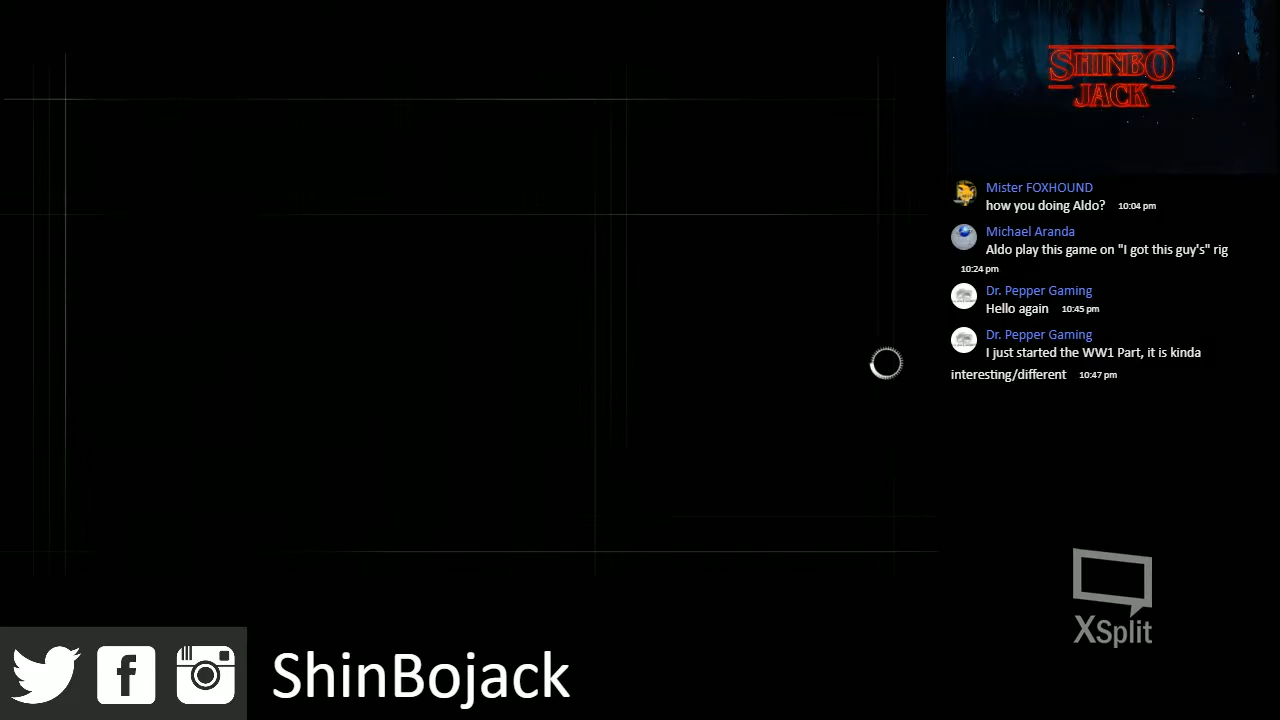 SHINBO
JACK
Mister FOXHOUND
how you doing Aldo? 10:04 pm
Michael Aranda
Aldo play this game on "I got this guy's" rig
10:24 pm
Dr. Pepper Gaming
Hello again 10:45 pm
Dr. Pepper Gaming
I just started the WW1 Part, it is kinda
interesting/different 10:47 pm
XSplit
ShinBojack